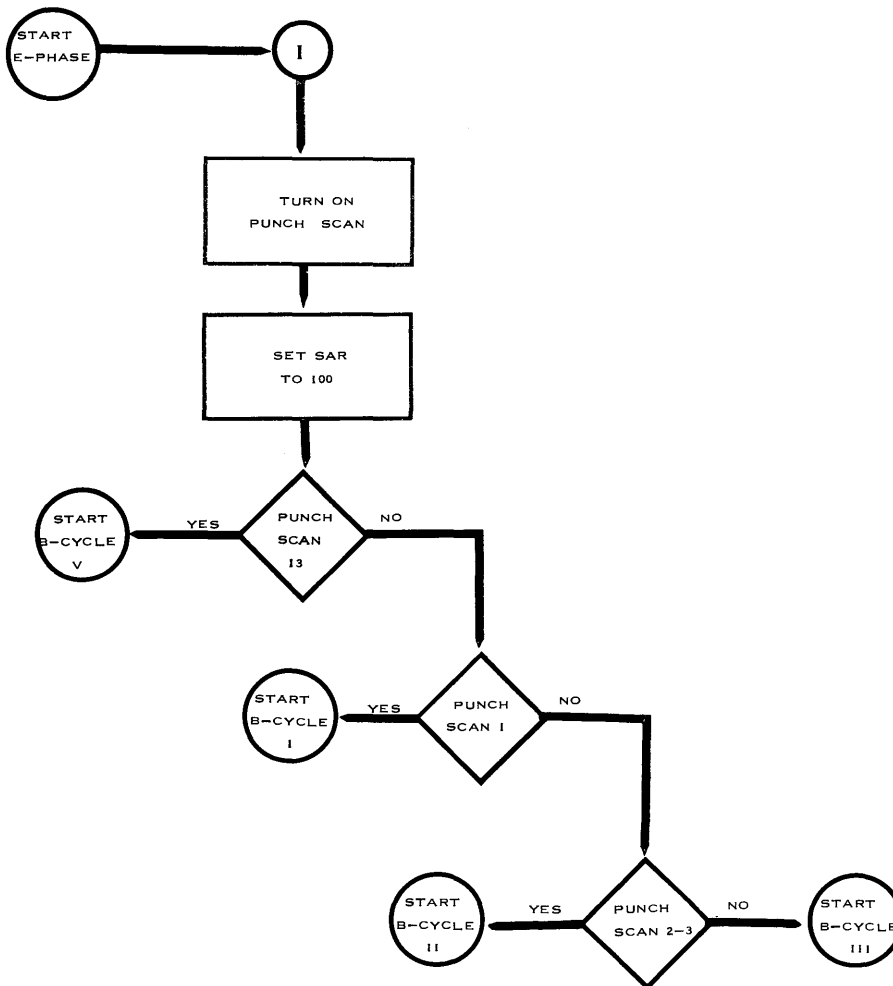 START
E-PHASE
I
TURN ON
PUNCH SCAN
SET SAR
TO 100
START
B-CYCLE
V
YES
PUNCH
SCAN
13
NO
START
B-CYCLE
I
YES
PUNCH
SCAN I
NO
START
B-CYCLE
II
YES
PUNCH
SCAN 2-3
NO
START
B-CYCLE
III